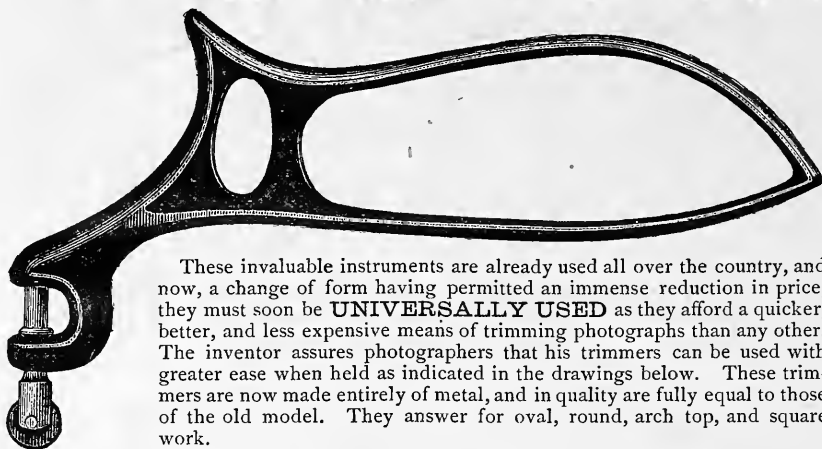 These invaluable instruments are already used all over the country, and
now, a change of form having permitted an immense reduction in price
they must soon be UNIVERSALLY USED as they afford a quicker
better, and less expensive means of trimming photographs than any other
The inventor assures photographers that his trimmers can be used with
greater ease when held as indicated in the drawings below. These trim-
mers are now made entirely of metal, and in quality are fully equal to those
of the old model. They answer for oval, round, arch top, and square
work.